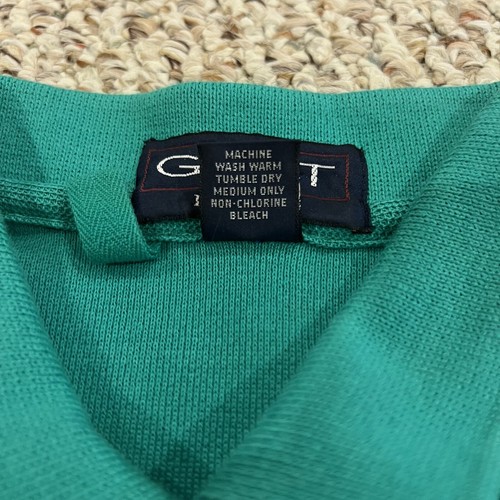 MACHINE
WASH WARM
TUMBLE DRY
MEDIUM ONLY
NON-CHLORINE
BLEACH